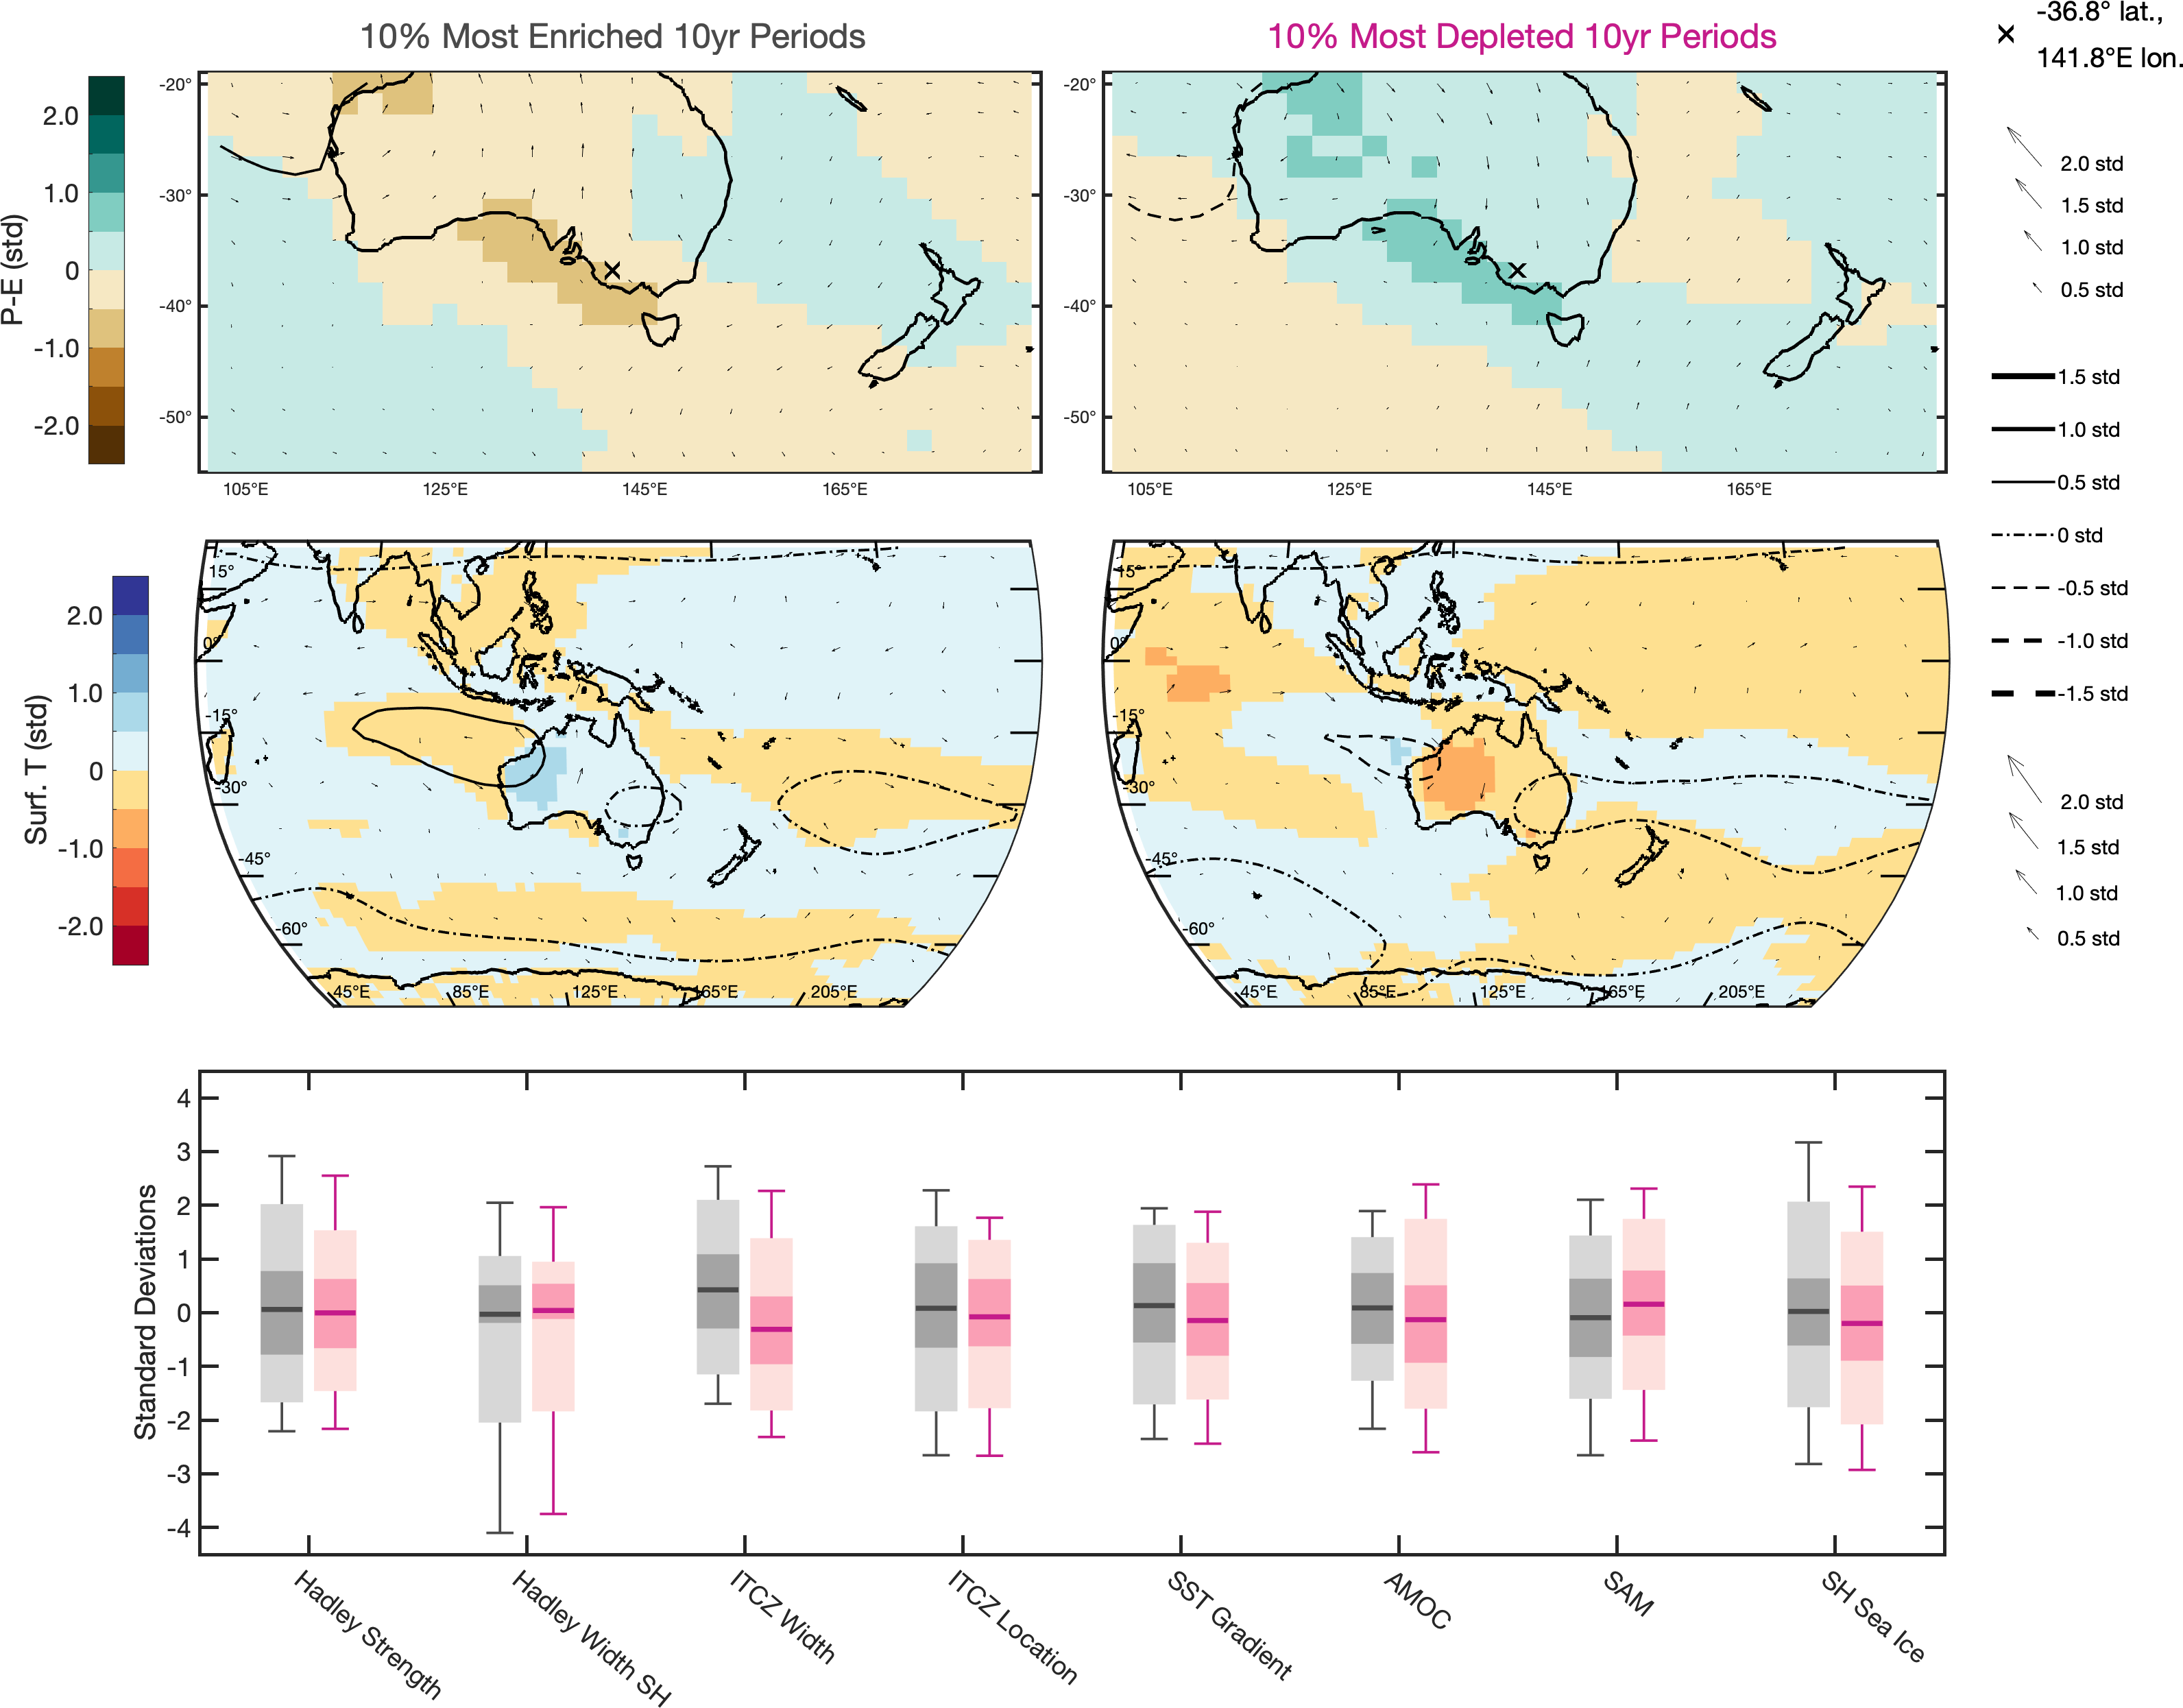 10% Most Enriched 10yr Periods
10% Most Depleted 10yr Periods
-36.8° lat.,
141.8°E lon.
P-E (std)
2.0
1.0
0
-1.0
-2.0
-20°
-30°
-40°
-50°
105°E
125°E
145°E
165°E
-20°
-30°
-40°
-50°
105°E
125°E
145°E
165°E
2.0 std
1.5 std
1.0 std
0.5 std
1.5 std
1.0 std
0.5 std
0 std
-0.5 std
-1.0 std
-1.5 std
Surf. T (std)
2.0
1.0
0
-1.0
-2.0
15°
0°
-15°
-30°
-45°
-60°
45°E
85°E
125°E
165°E
205°E
15°
0°
-15°
-30°
-45°
-60°
45°E
85°E
125°E
165°E
205°E
2.0 std
1.5 std
1.0 std
0.5 std
Standard Deviations
4
3
2
1
0
-1
-2
-3
-4
Hadley Strength
Hadley Width SH
ITCZ Width
ITCZ Location
SST Gradient
AMOC
SAM
SH Sea Ice